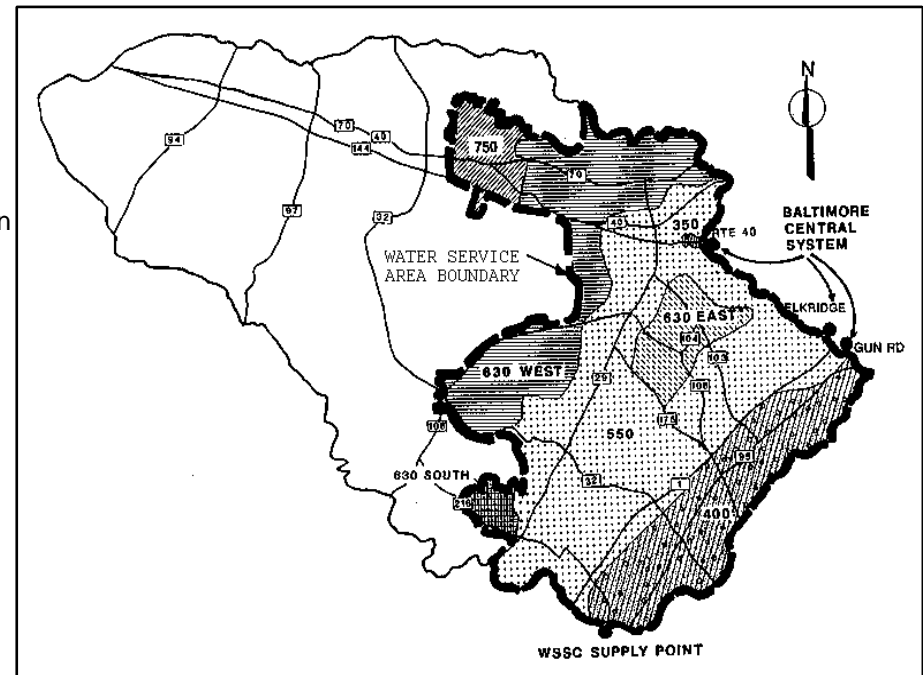 n
N
94
70
40
144
97
32
750
70
40
350
RTE 40
BALTIMORE
CENTRAL
SYSTEM
WATER SERVICE
AREA BOUNDARY
ELKRIDGE
GUN RD
630 EAST
104
103
630 WEST
29
108
108
175
550
95
630 SOUTH
216
32
1
400
WSSC SUPPLY POINT